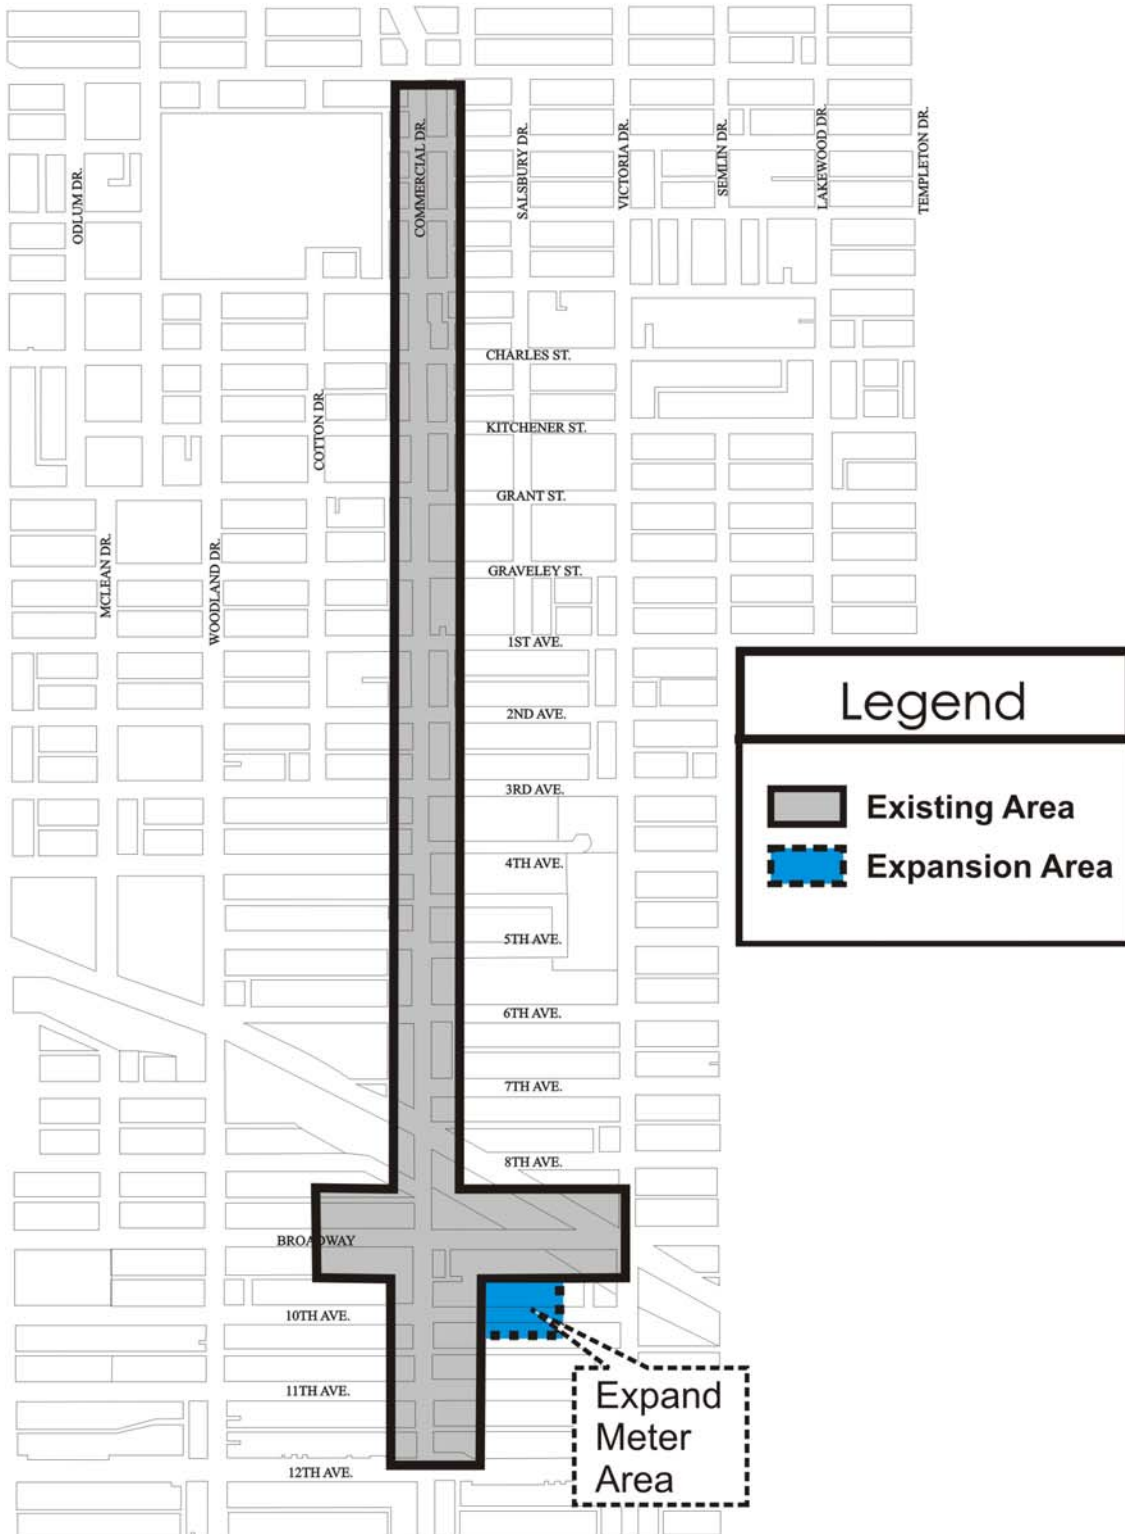 COMMERCIAL DR.
SALSBURY DR.
VICTORIA DR.
SEMLIN DR.
LAKEWOOD DR.
TEMPLETON DR.
ODLUM DR.
CHARLES ST.
COTTON DR.
KITCHENER ST.
GRANT ST.
MCLEAN DR.
WOODLAND DR.
GRAVELEY ST.
1ST AVE.
2ND AVE.
3RD AVE.
4TH AVE.
5TH AVE.
6TH AVE.
7TH AVE.
8TH AVE.
BROADWAY
10TH AVE.
11TH AVE.
12TH AVE.
Legend
Existing Area
Expansion Area
Expand
Meter
Area